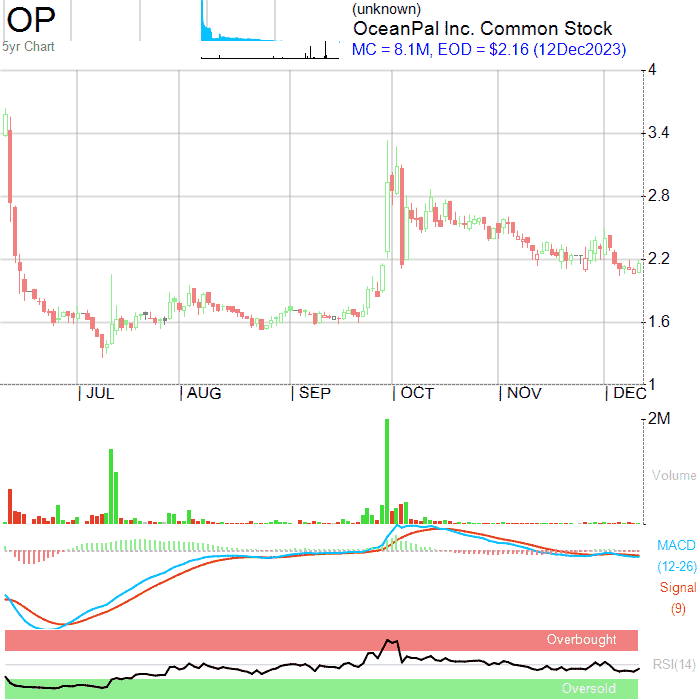 OP
5yr Chart
(unknown)
OceanPal Inc. Common Stock
MC = 8.1M, EOD = $2.16 (12Dec2023)
4
3.4
2.8
2.2
1.6
1
| JUL | AUG | SEP | OCT | NOV | DEC
2M
Volume
MACD
(12-26)
Signal
(9)
Overbought
RSI(14)
Oversold